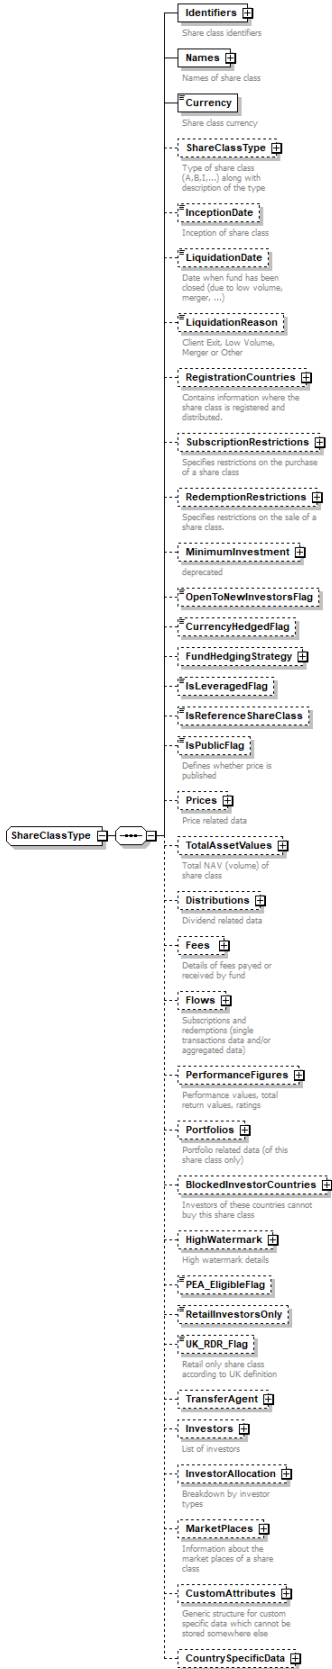 Identifiers
Share class identifiers
Names
Names of share class
Currency
Share class currency
ShareClassType
Type of share class
(A,B,I,...) along with
description of the type
InceptionDate
Inception of share class
LiquidationDate
Date when fund has been
closed (due to low volume,
merger, ...)
LiquidationReason
Client Exit, Low Volume,
Merger or Other
RegistrationCountries
Contains information where the
share class is registered and
distributed.
SubscriptionRestrictions
Specifies restrictions on the purchase
of a share class
RedemptionRestrictions
Specifies restrictions on the sale of a
share class.
MinimumInvestment
deprecated
OpenToNewInvestorsFlag
CurrencyHedgedFlag
FundHedgingStrategy
IsLeveragedFlag
IsReferenceShareClass
IsPublicFlag
Defines whether price is
published
Prices
Price related data
ShareClassType
TotalAssetValues
Total NAV (volume) of
share class
Distributions
Dividend related data
Fees
Details of fees payed or
received by fund
Flows
Subscriptions and
redemptions (single
transactions data and/or
aggregated data)
PerformanceFigures
Performance values, total
return values, ratings
Portfolios
Portfolio related data (of this
share class only)
BlockedInvestorCountries
Investors of these countries cannot
buy this share class
HighWatermark
High watermark details
PEA_EligibleFlag
RetailInvestorsOnly
UK_RDR_Flag
Retail only share class
according to UK definition
TransferAgent
Investors
List of investors
InvestorAllocation
Breakdown by investor
types
MarketPlaces
Information about the
market places of a share
class
CustomAttributes
Generic structure for custom
specific data which cannot be
stored somewhere else
CountrySpecificData